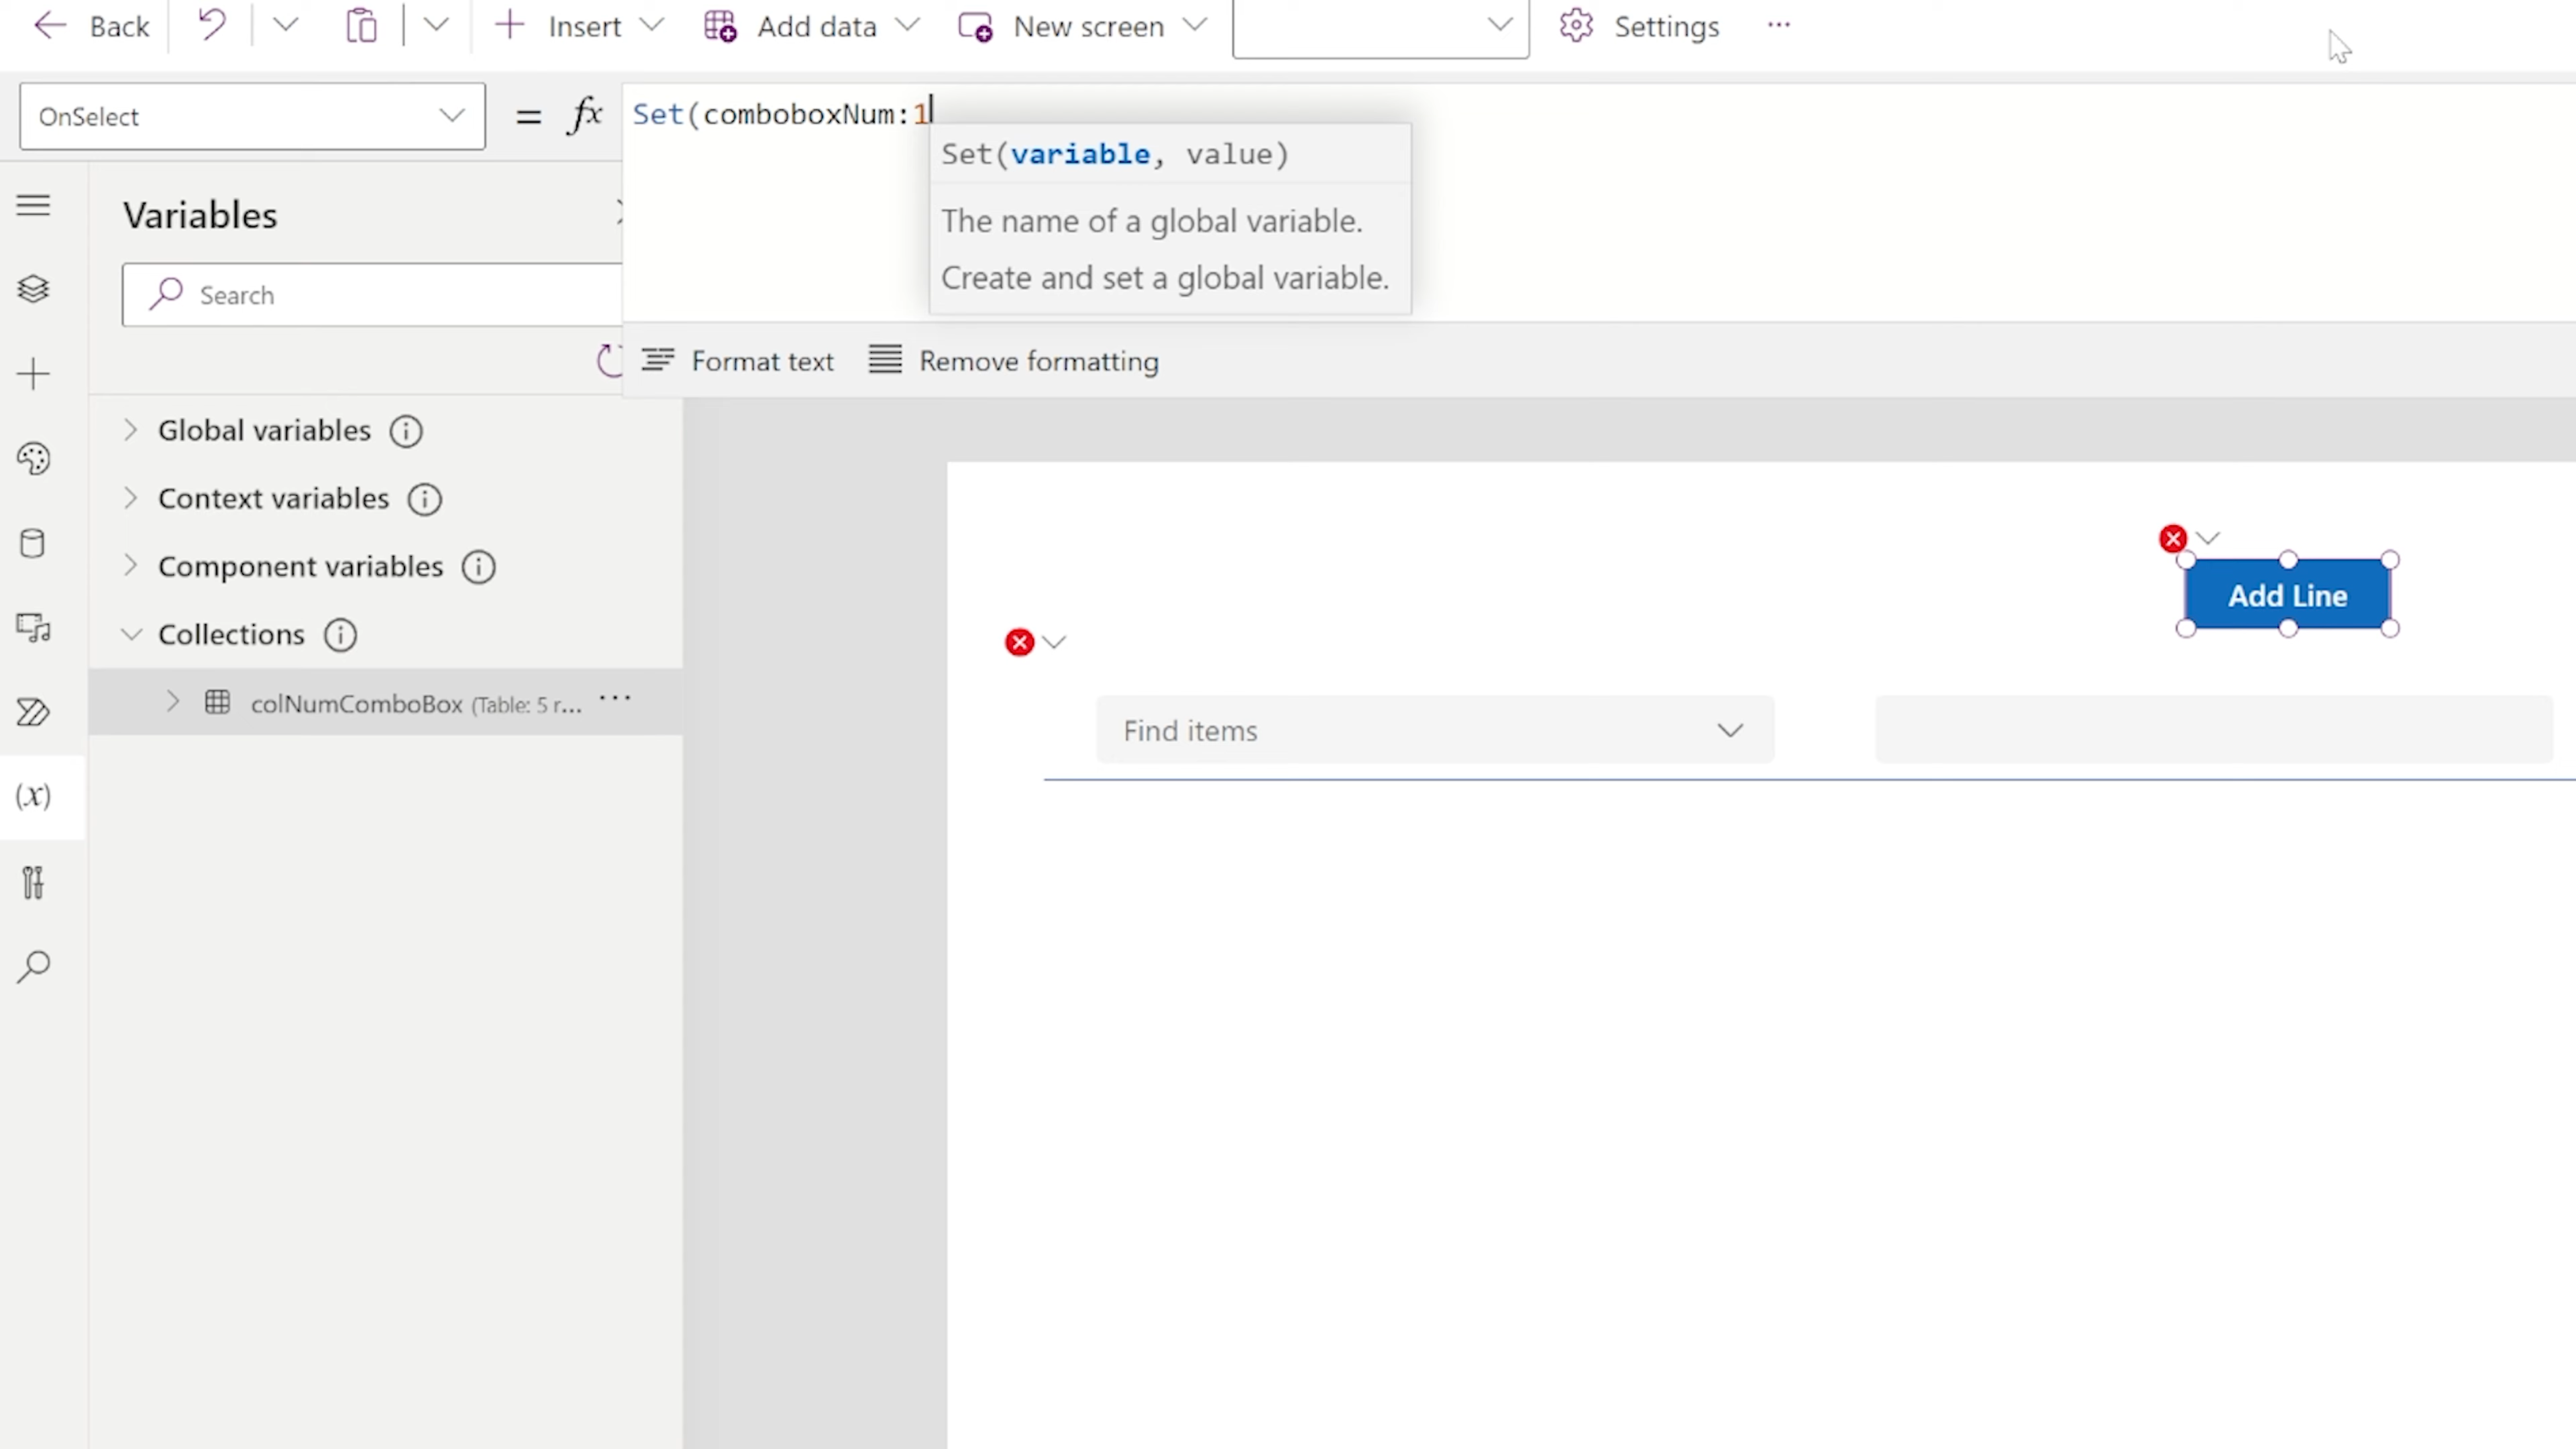 Back
Insert
Add data
New screen
Settings
OnSelect
= fx
Set(comboboxNum:1
Set(variable, value)
The name of a global variable.
Create and set a global variable.
Variables
Search
Format text
Remove formatting
Global variables
Context variables
Component variables
Collections
colNumComboBox (Table: 5 r...
(x)
Add Line
Find items